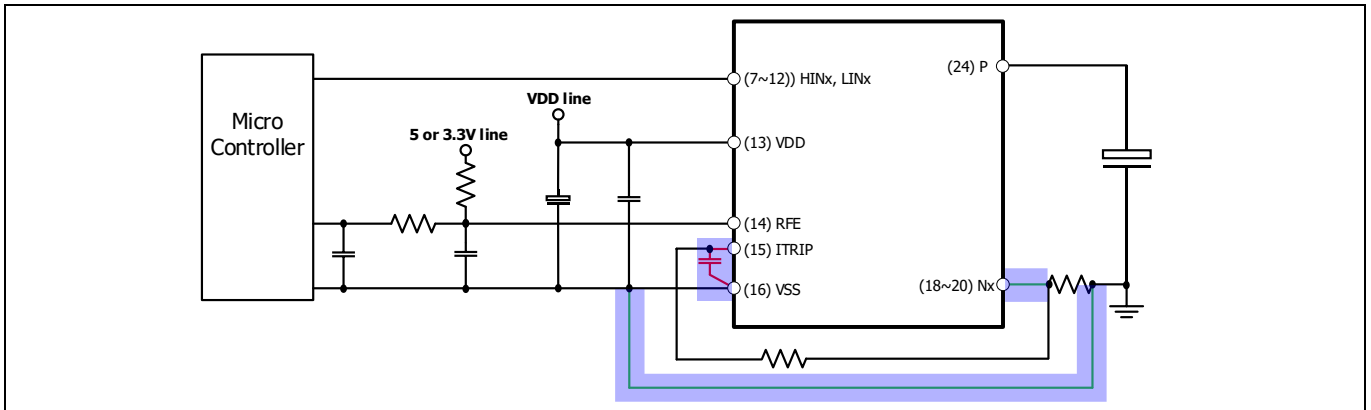 Micro
Controller
5 or 3.3V line
VDD line
(7~12)) HINx, LINx
(13) VDD
(14) RFE
(15) ITRIP
(16) VSS
(24) P
(18~20) Nx